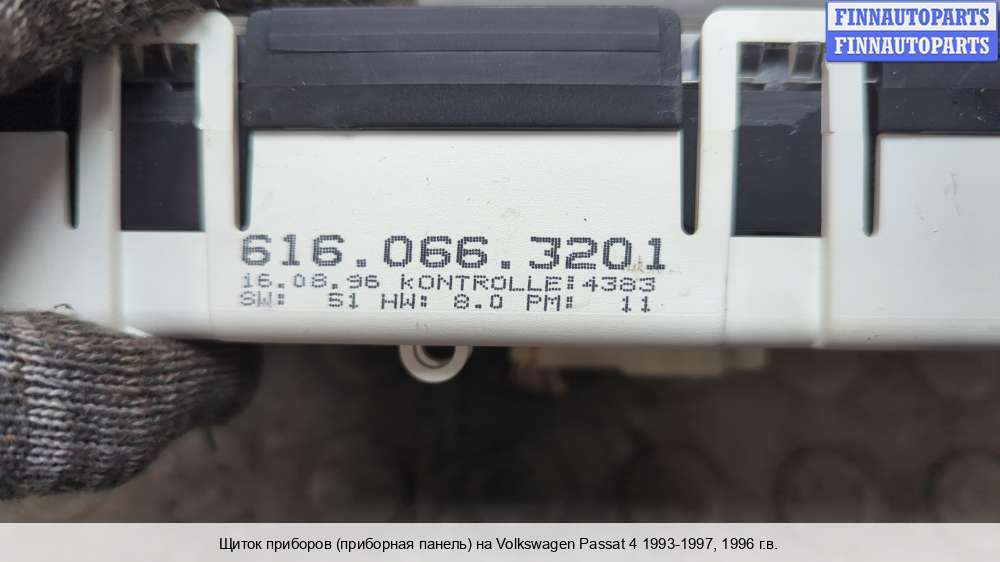 FINNAUTOPARTS
FINNAUTOPARTS
616.066.3201
16.08.96 KONTROLLE:4383
SW: 51 HW: 8.0 PM: 11
Щиток приборов (приборная панель) на Volkswagen Passat 4 1993-1997, 1996 г.в.